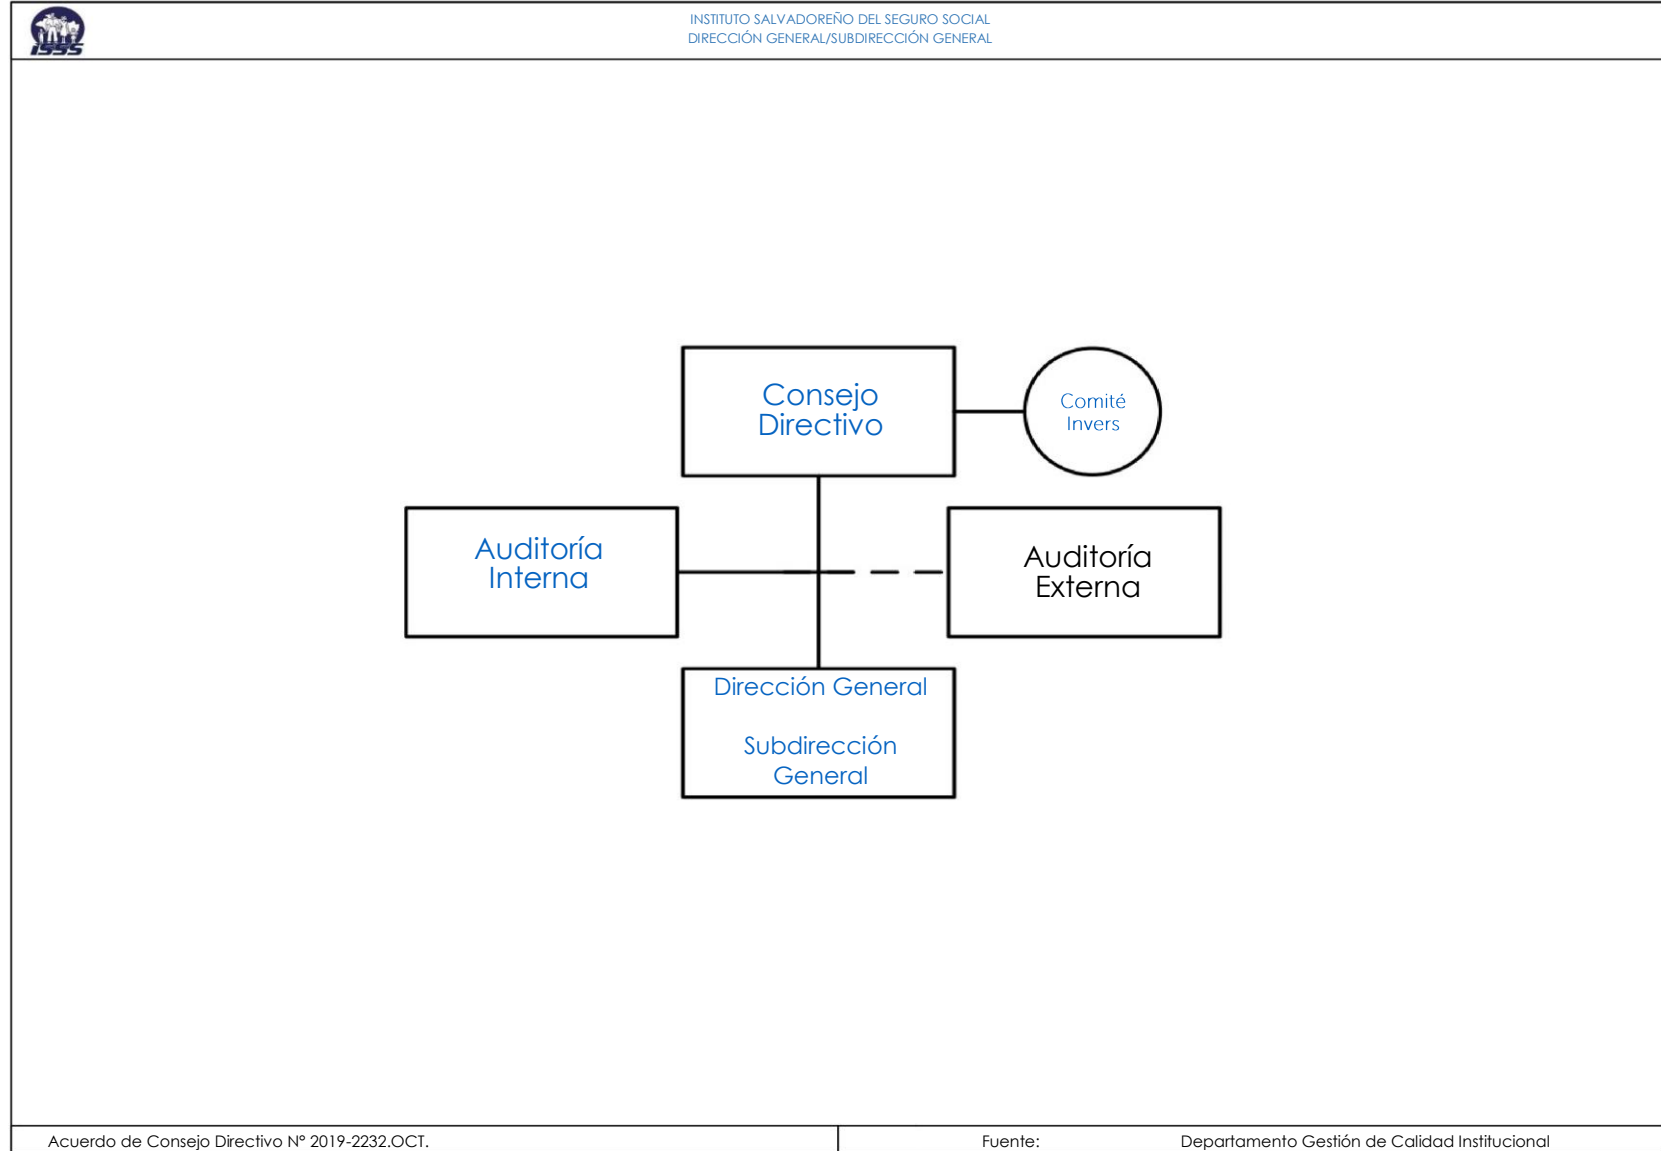 ISSS
INSTITUTO SALVADOREÑO DEL SEGURO SOCIAL
DIRECCIÓN GENERAL/SUBDIRECCIÓN GENERAL
Consejo
Directivo
Comité
Invers
Auditoría
Interna
Auditoría
Externa
Dirección General
Subdirección
General
Acuerdo de Consejo Directivo N° 2019-2232.OCT.
Fuente:
Departamento Gestión de Calidad Institucional